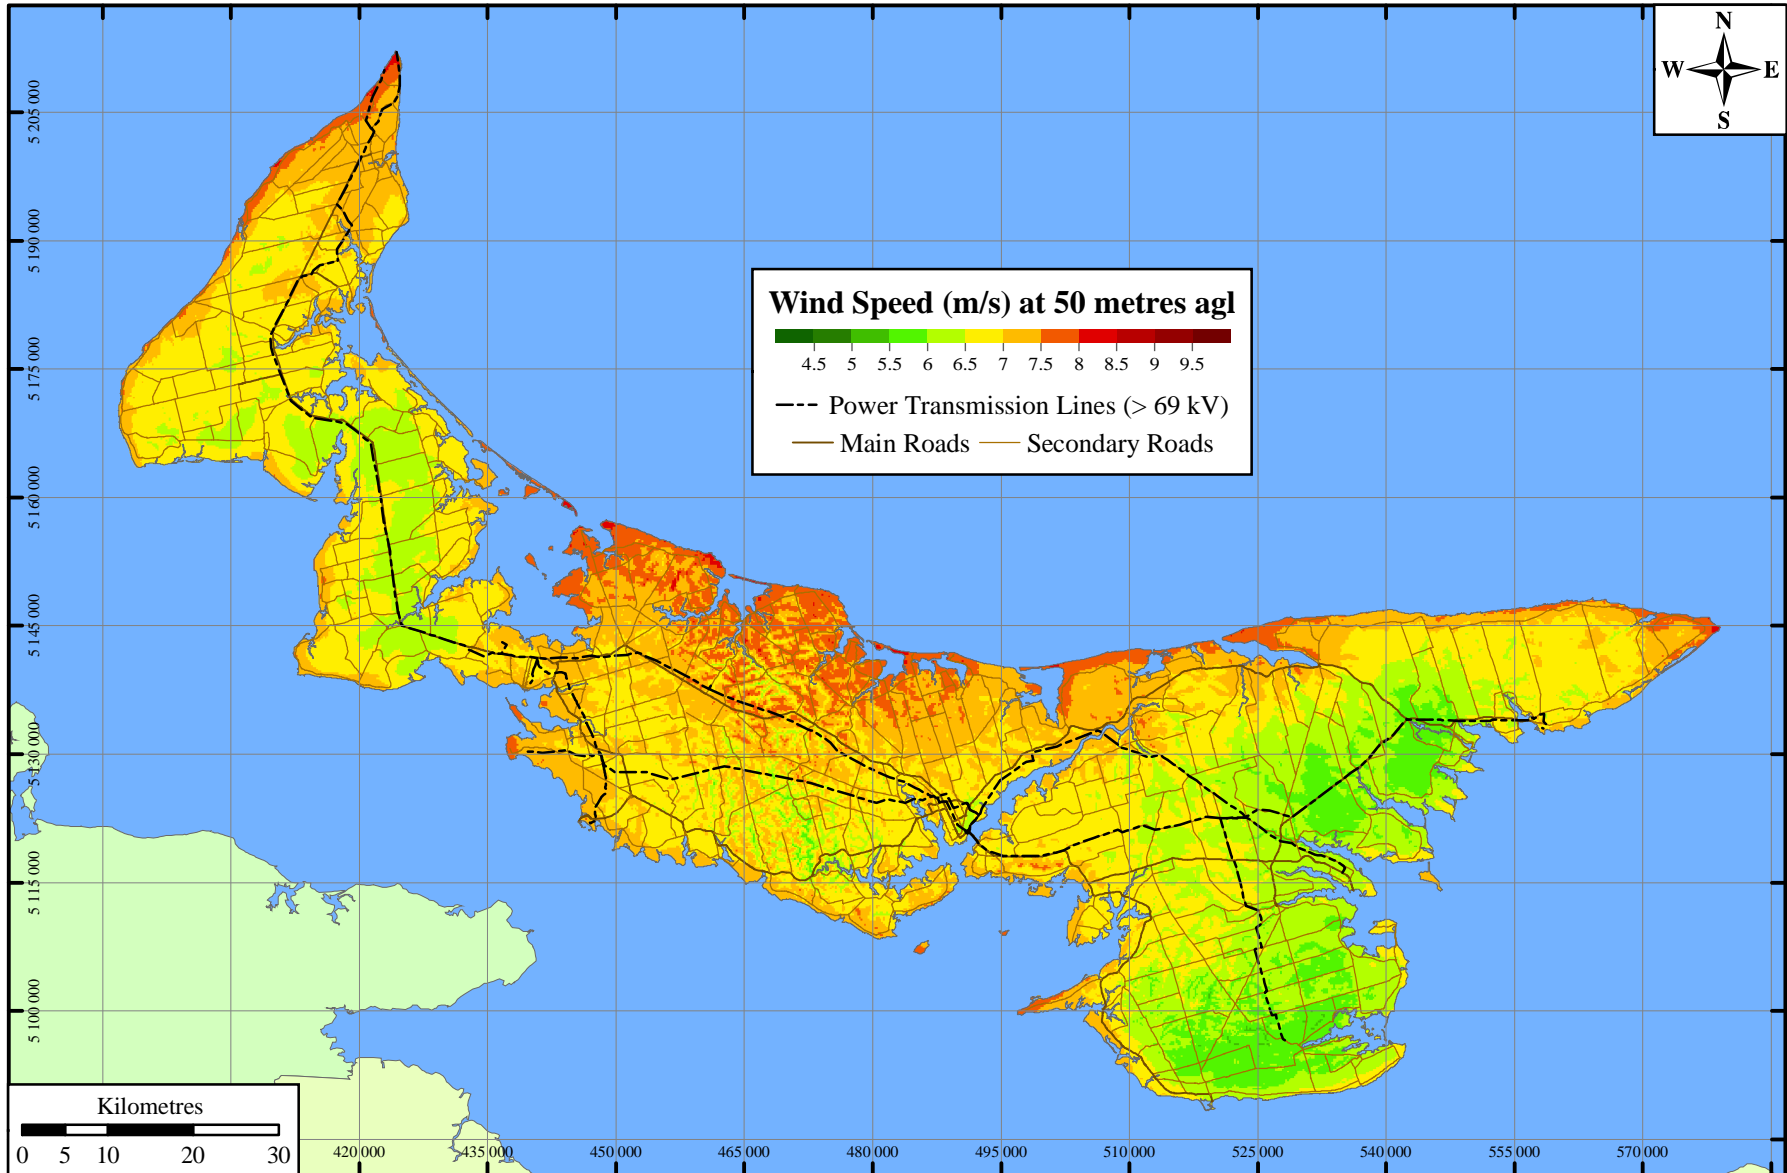 N
W E
S
Wind Speed (m/s) at 50 metres agl
4.5 5 5.5 6 6.5 7 7.5 8 8.5 9 9.5
Power Transmission Lines (> 69 kV)
Main Roads Secondary Roads
5 205 000
5 190 000
5 175 000
5 160 000
5 145 000
5 130 000
5 115 000
5 100 000
Kilometres
0 5 10 20 30
420 000 435 000 450 000 465 000 480 000 495 000 510 000 525 000 540 000 555 000 570 000